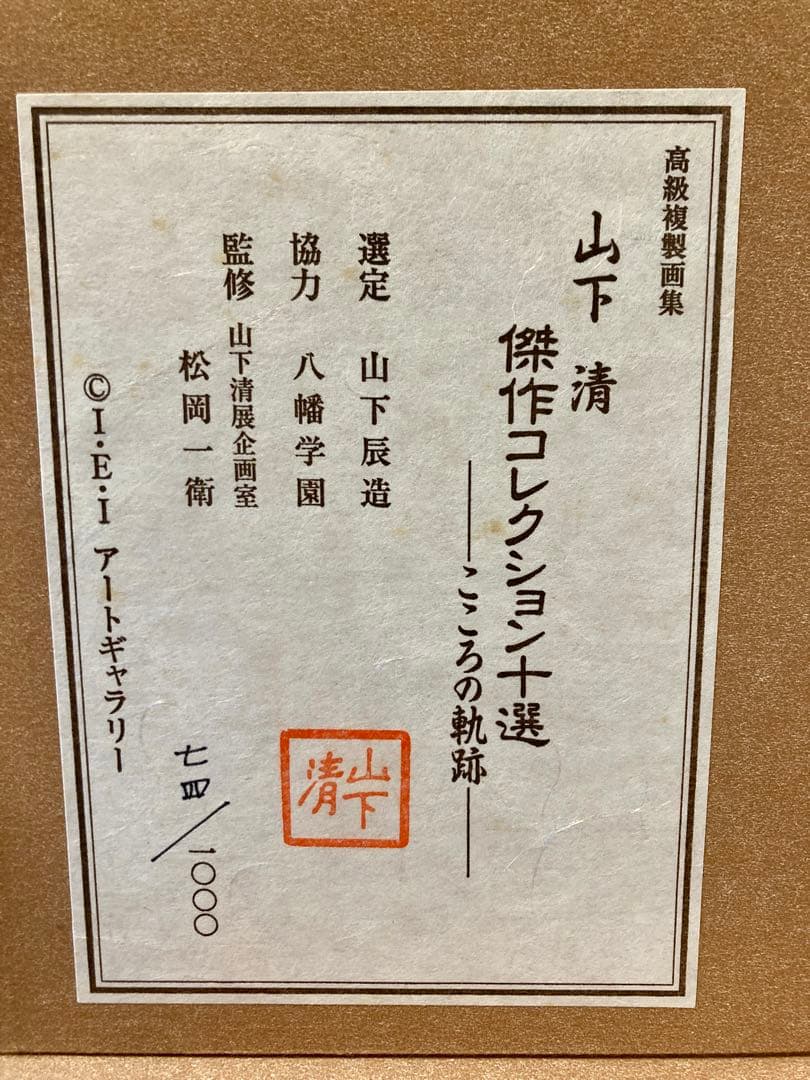 高級複製画集
山下 清
傑作コレクション十選
――こころの軌跡――
選定 山下辰造
協力 八幡学園
監修 山下清展企画室
松岡一衛
©I・E・I アートギャラリー
山下
清
七四／一〇〇〇